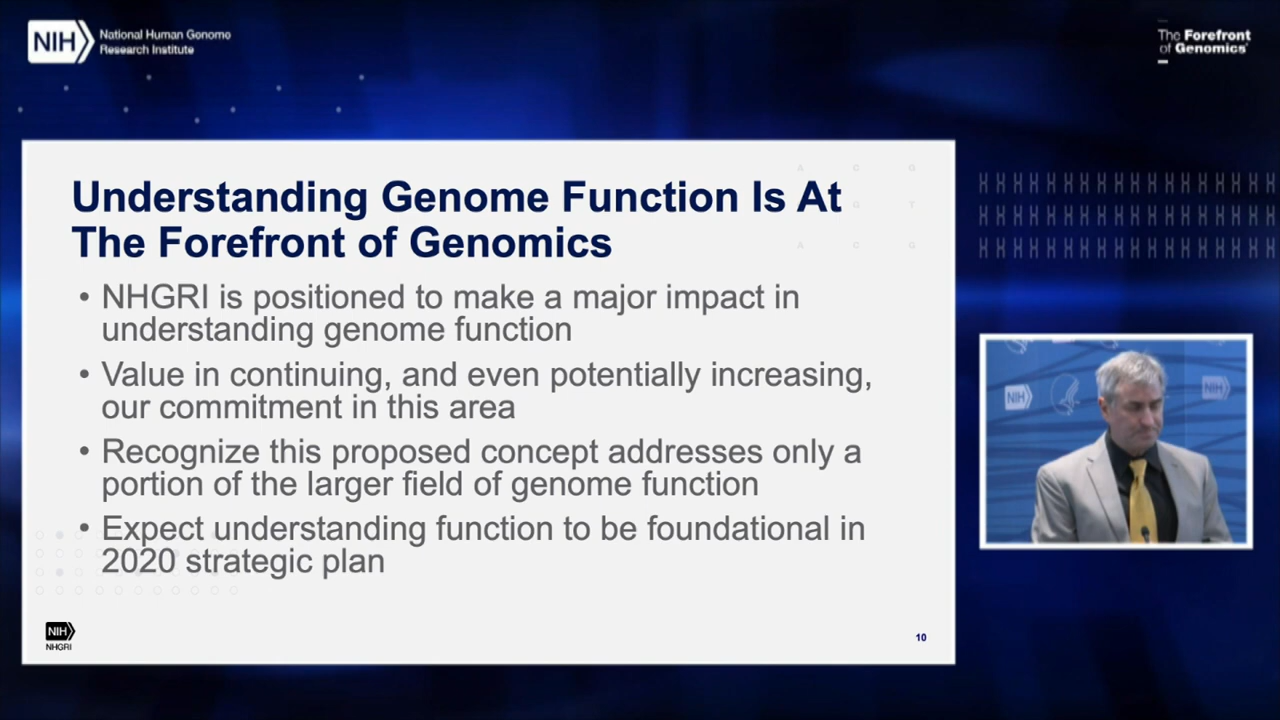 NIH
National Human Genome
Research Institute
The Forefront
of Genomics
A C G
Understanding Genome Function Is At
G T
The Forefront of Genomics
A C G
• NHGRI is positioned to make a major impact in
understanding genome function
• Value in continuing, and even potentially increasing,
our commitment in this area
• Recognize this proposed concept addresses only a
portion of the larger field of genome function
• Expect understanding function to be foundational in
2020 strategic plan
NIH
NHGRI
10
NIH
NIH